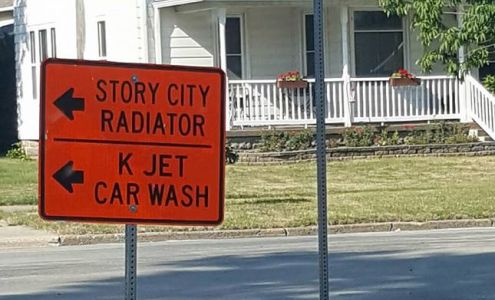 STORY CITY
RADIATOR
K JET
CAR WASH